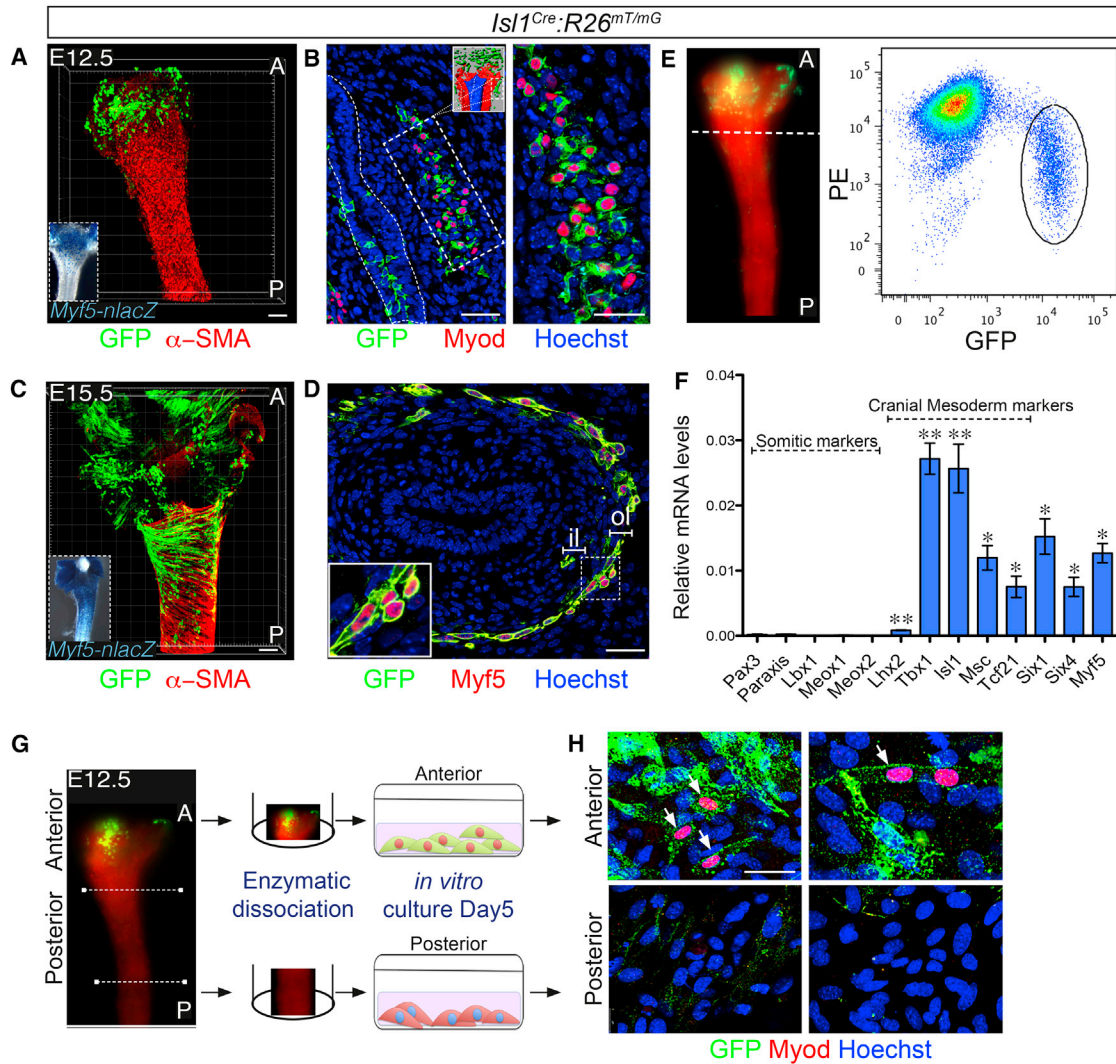 Isl1Cre:R26mT/mG
A
E12.5
A
P
Myf5-nlacZ
GFP α-SMA
B
GFP Myod Hoechst
E
A
P
PE
10^5
10^4
10^3
10^2
0
0 10^2 10^3 10^4 10^5
GFP
C
E15.5
A
P
Myf5-nlacZ
GFP α-SMA
D
il
ol
GFP Myf5 Hoechst
F
Relative mRNA levels
0.04
0.03
0.02
0.01
0.00
Somitic markers
Cranial Mesoderm markers
** ** ** * * * * *
Pax3 Paraxis Lbx1 Meox1 Meox2 Lhx2 Tbx1 Isl1 Msc Tcf21 Six1 Six4 Myf5
G
E12.5
Anterior
Posterior
A
P
Enzymatic
dissociation
Anterior
in vitro
culture Day5
Posterior
H
Anterior
Posterior
GFP Myod Hoechst